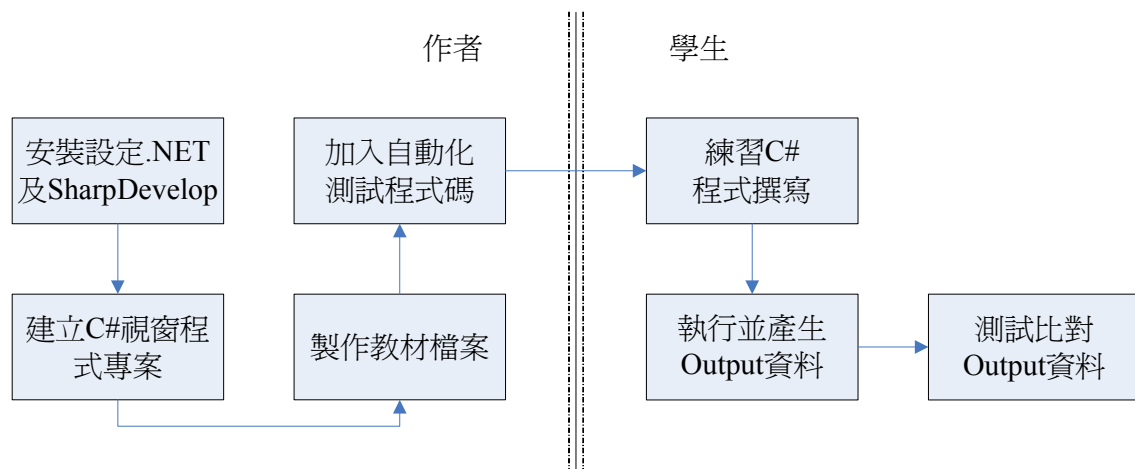 作者
學生
安裝設定.NET
及SharpDevelop
加入自動化
測試程式碼
練習C#
程式撰寫
建立C#視窗程
式專案
製作教材檔案
執行並產生
Output資料
測試比對
Output資料